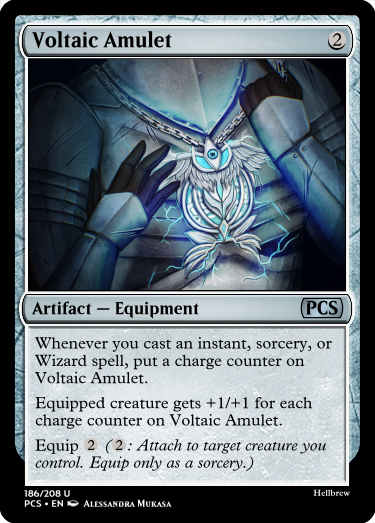 Voltaic Amulet 2
Artifact — Equipment PCS
Whenever you cast an instant, sorcery, or
Wizard spell, put a charge counter on
Voltaic Amulet.
Equipped creature gets +1/+1 for each
charge counter on Voltaic Amulet.
Equip 2 (2: Attach to target creature you
control. Equip only as a sorcery.)
186/208 U Hellbrew
PCS • EN Alessandra Mukasa